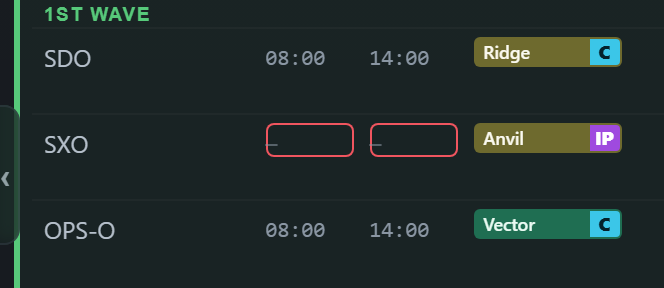 1ST WAVE
SDO 08:00 14:00 Ridge C
SXO — — Anvil IP
OPS-O 08:00 14:00 Vector C